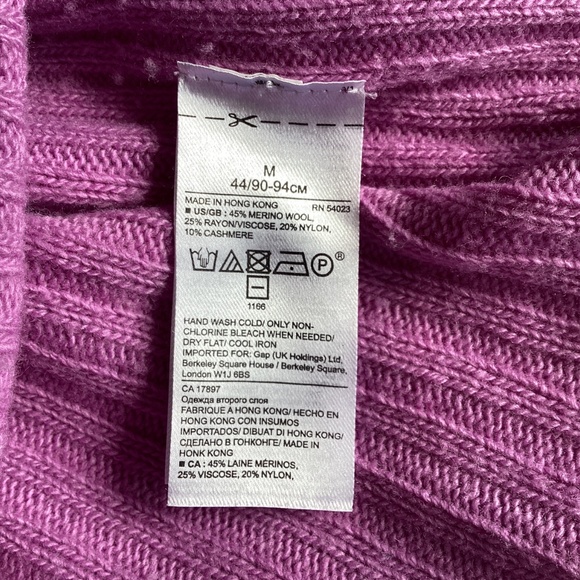 M
44/90-94CM
MADE IN HONG KONG RN 54023
■ US/GB : 45% MERINO WOOL,
25% RAYON/VISCOSE, 20% NYLON,
10% CASHMERE
P ®
1166
HAND WASH COLD/ ONLY NON-
CHLORINE BLEACH WHEN NEEDED/
DRY FLAT/ COOL IRON
IMPORTED FOR: Gap (UK Holdings) Ltd,
Berkeley Square House / Berkeley Square,
London W1J 6BS
CA 17897
Одежда второго слоя
FABRIQUE A HONG KONG/ HECHO EN
HONG KONG CON INSUMOS
IMPORTADOS/ DIBUAT DI HONG KONG/
СДЕЛАНО В ГОНКОНГЕ/ MADE IN
HONK KONG
■ CA : 45% LAINE MÉRINOS,
25% VISCOSE, 20% NYLON,